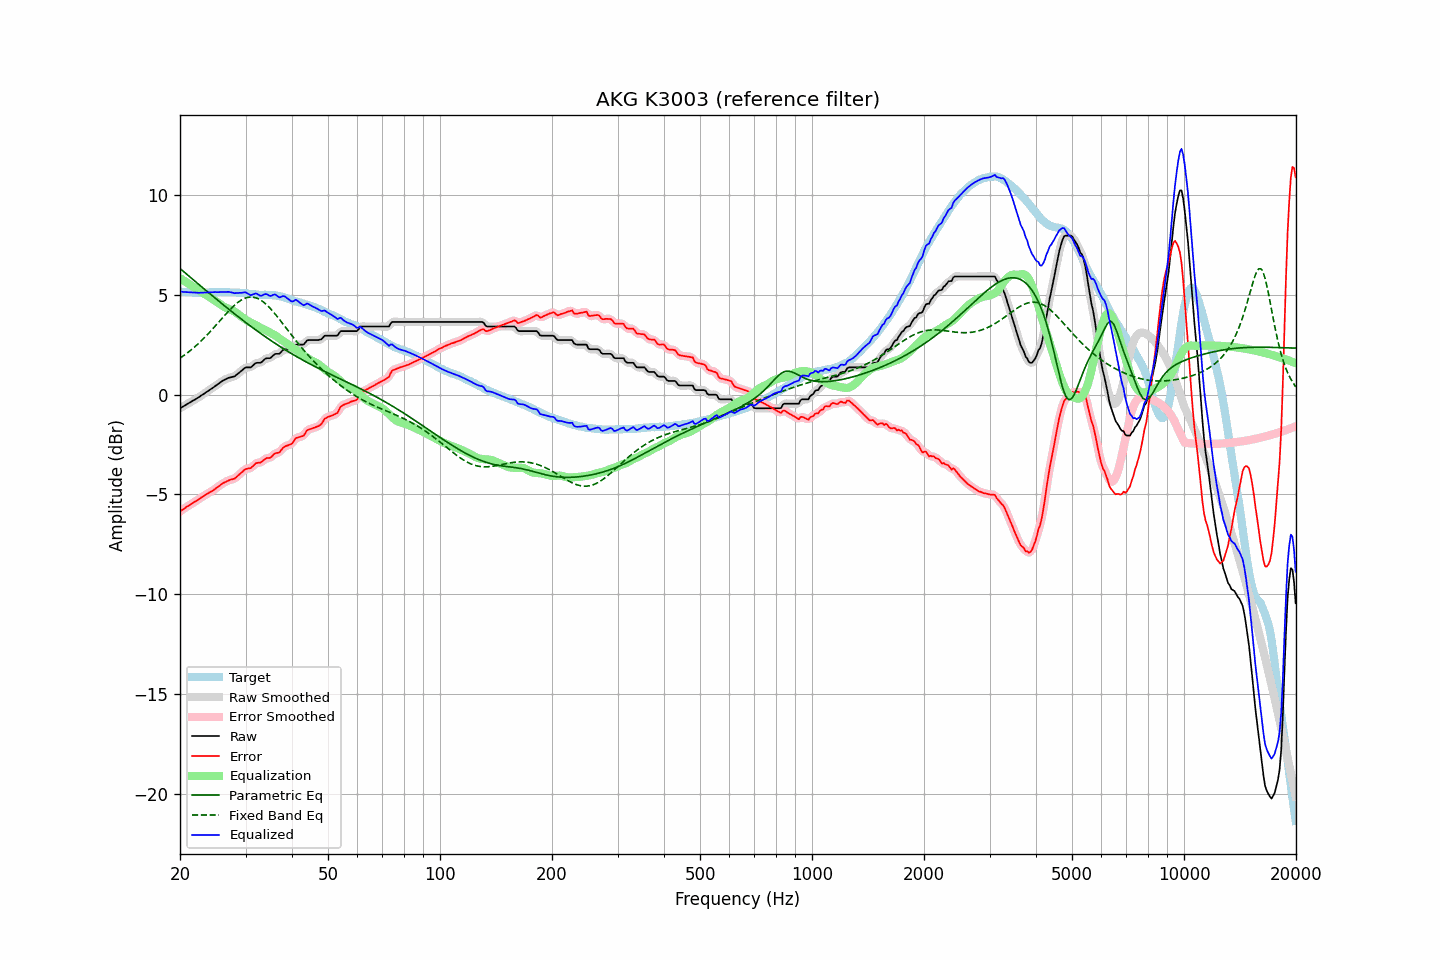 AKG K3003 (reference filter)
Amplitude (dBr)
10
5
0
−5
−10
−15
−20
Target
Raw Smoothed
Error Smoothed
Raw
Error
Equalization
Parametric Eq
Fixed Band Eq
Equalized
20 50 100 200 500 1000 2000 5000 10000 20000
Frequency (Hz)